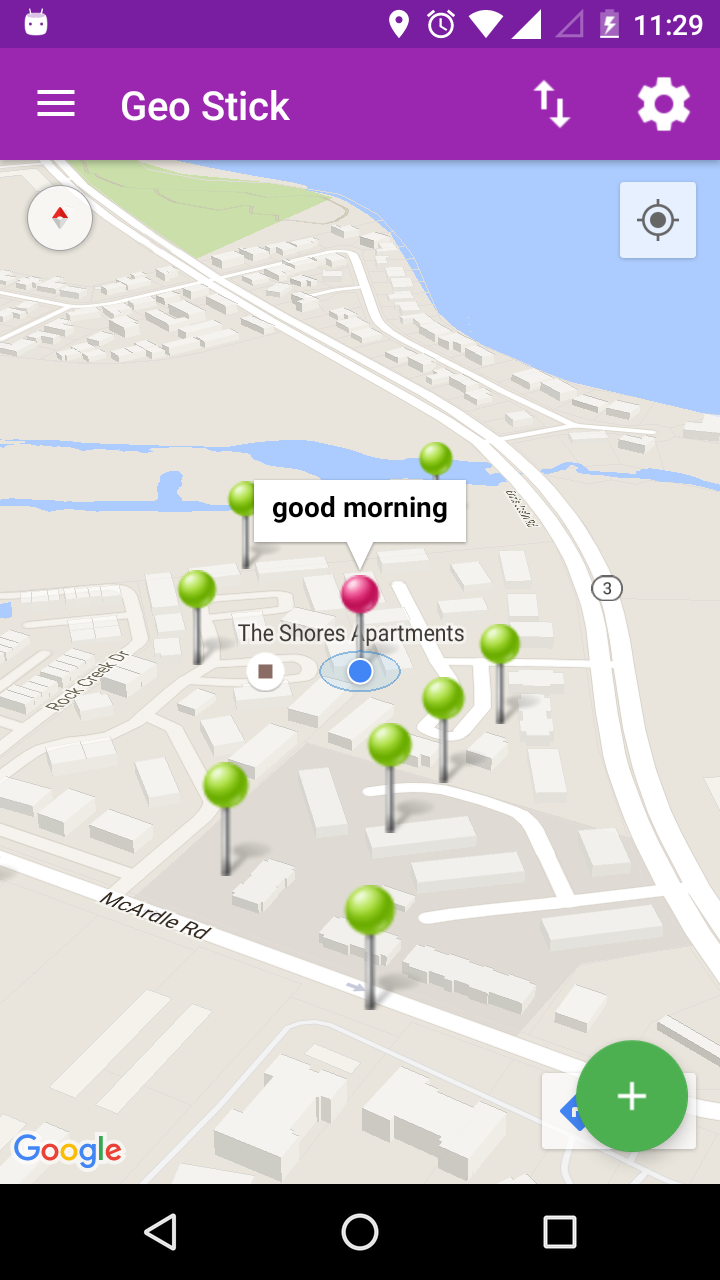 11:29
Geo Stick
good morning
3
The Shores Apartments
Rock Creek Dr
McArdle Rd
Google